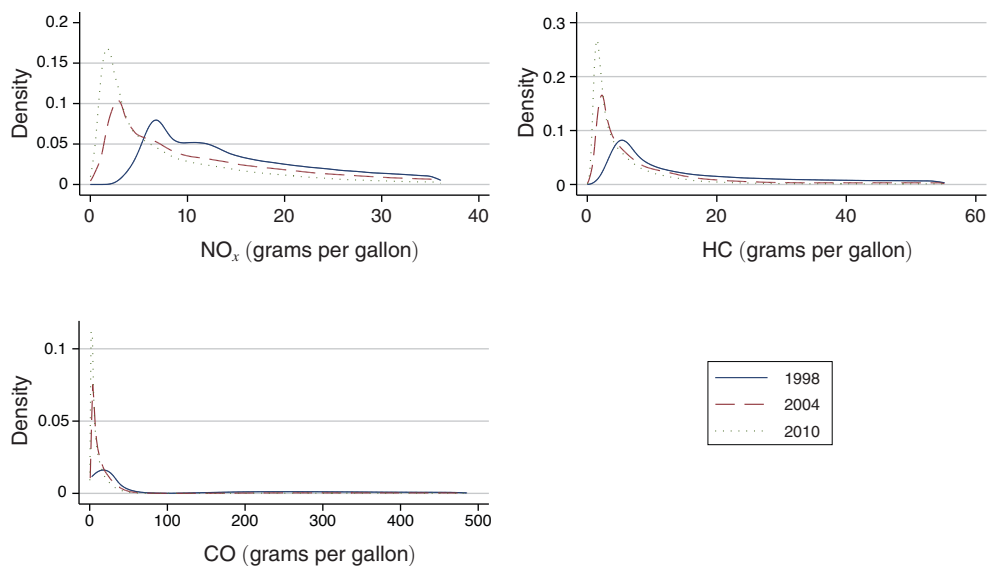 Density
0.2
0.15
0.1
0.05
0
0 10 20 30 40
NOx (grams per gallon)
Density
0.3
0.2
0.1
0
0 20 40 60
HC (grams per gallon)
Density
0.1
0.05
0
0 100 200 300 400 500
CO (grams per gallon)
1998
2004
2010